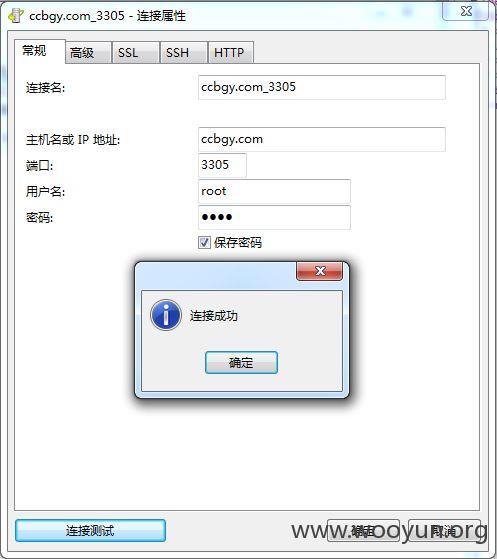 ccbgy.com_3305 - 连接属性
常规 高级 SSL SSH HTTP
连接名: ccbgy.com_3305
主机名或 IP 地址: ccbgy.com
端口: 3305
用户名: root
密码: ●●●●
保存密码
连接成功
确定
连接测试 确定 取消
www.wooyun.org